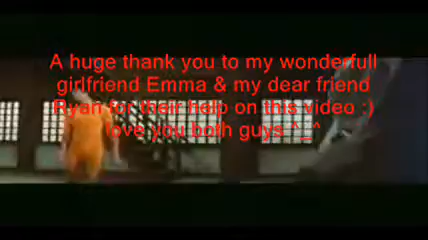 A huge thank you to my wonderfull
girlfriend Emma & my dear friend
Ryan for their help on this video :)
love you both guys ^_^